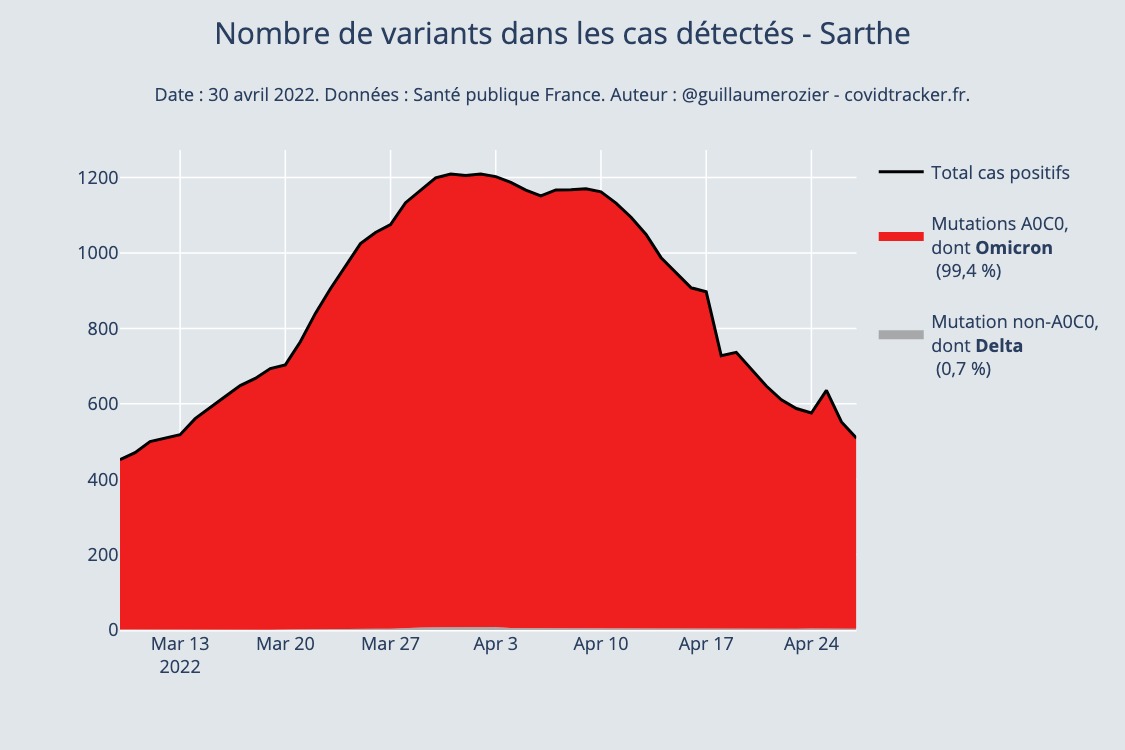 Nombre de variants dans les cas détectés - Sarthe
Date : 30 avril 2022. Données : Santé publique France. Auteur : @guillaumerozier - covidtracker.fr.
1200
1000
800
600
400
200
0
Mar 13
2022
Mar 20
Mar 27
Apr 3
Apr 10
Apr 17
Apr 24
Total cas positifs
Mutations A0C0,
dont Omicron
(99,4 %)
Mutation non-A0C0,
dont Delta
(0,7 %)